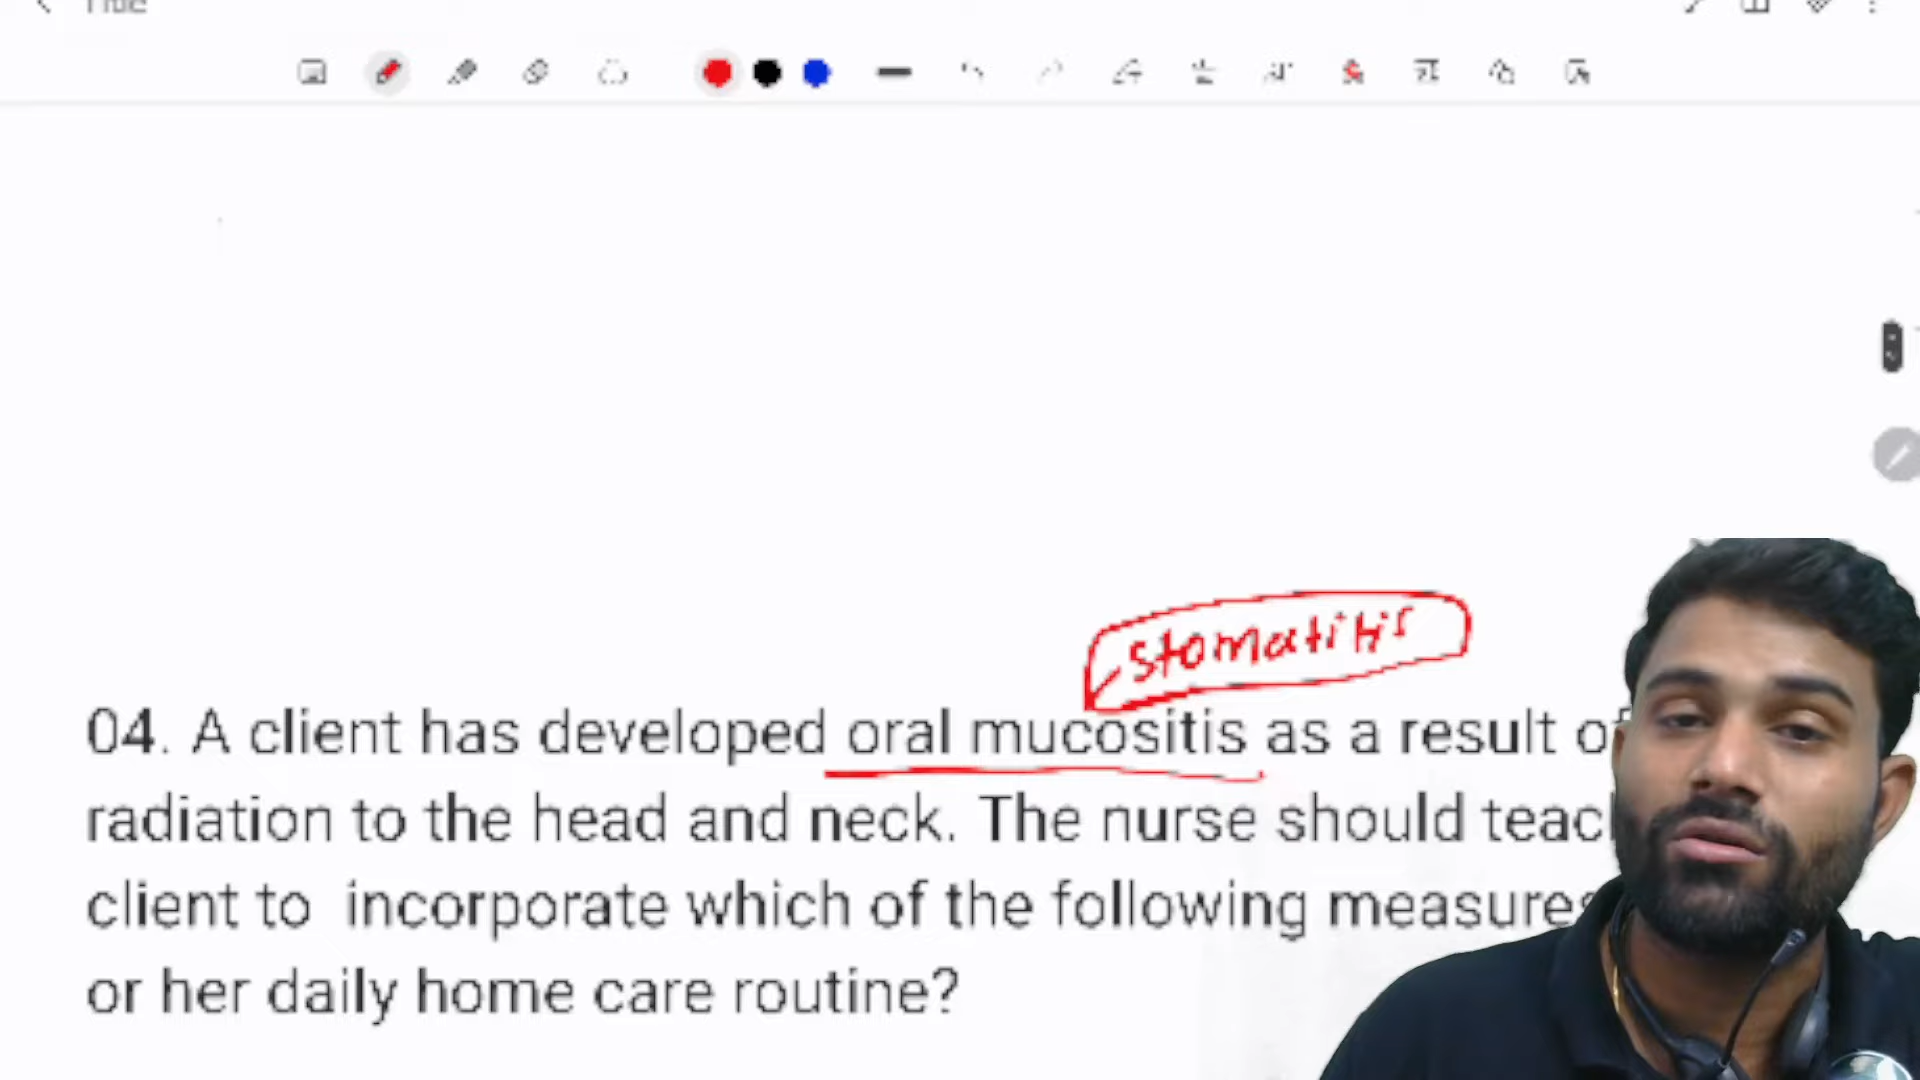 Title
stomatitis
04. A client has developed oral mucositis as a result of
radiation to the head and neck. The nurse should
client to incorporate which of the following measures
or her daily home care routine?